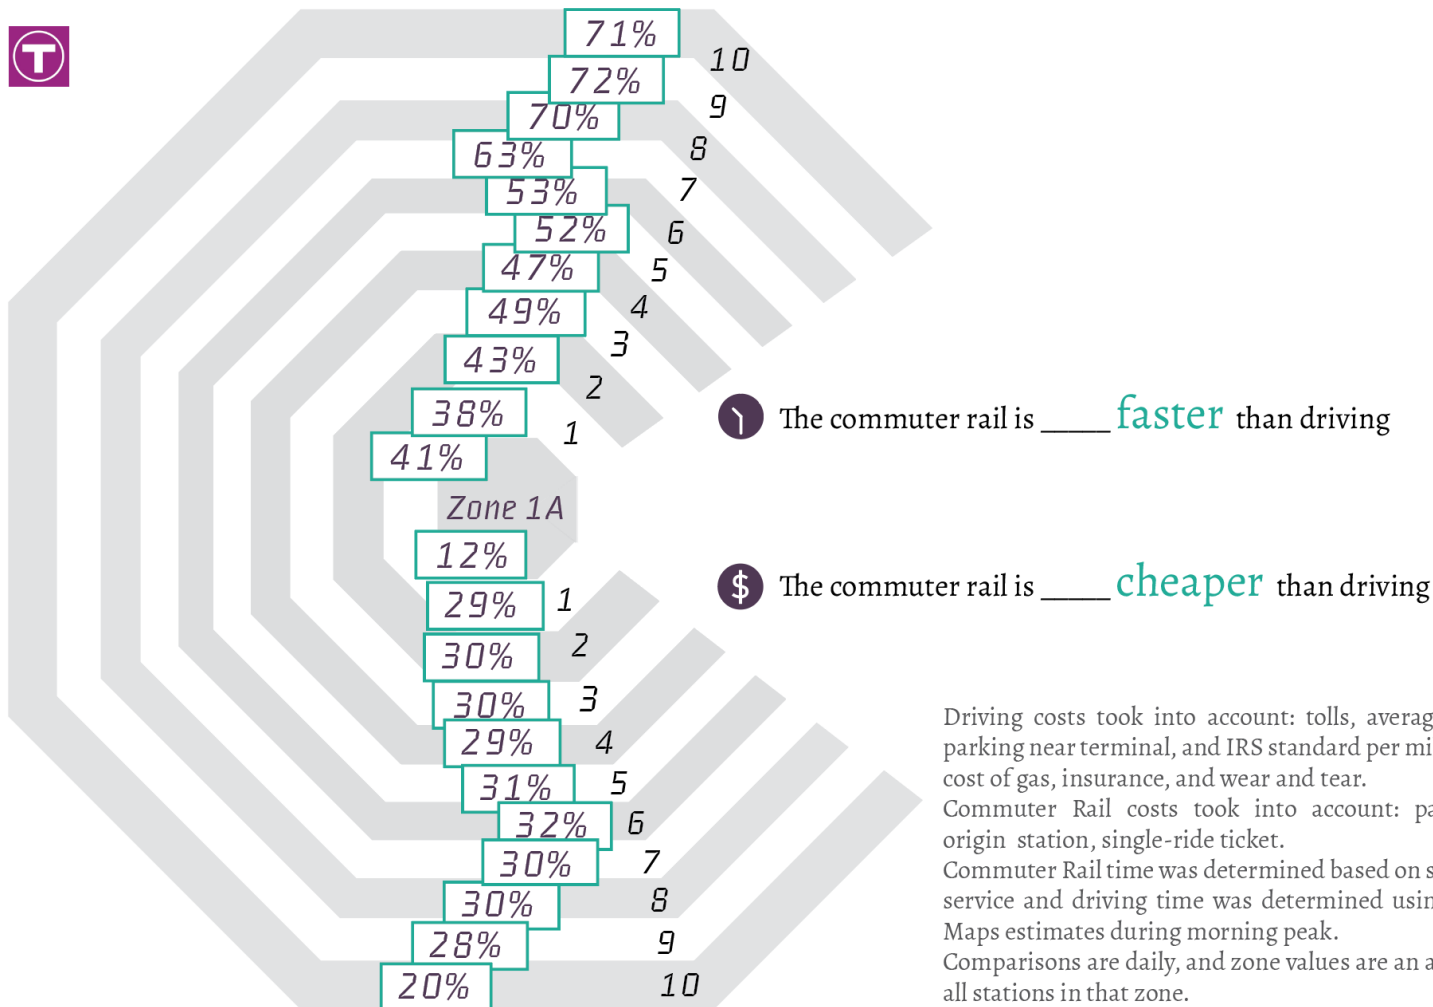 T
71%
10
72%
9
70%
8
63%
7
53%
6
52%
5
47%
4
49%
3
43%
2
38%
1
41%
Zone 1A
12%
29% 1
30% 2
30% 3
29% 4
31% 5
32% 6
30% 7
30% 8
28% 9
20% 10
The commuter rail is _____ faster than driving
$ The commuter rail is _____ cheaper than driving
Driving costs took into account: tolls,
parking near terminal, and IRS standard per
cost of gas, insurance, and wear and tear.
Commuter Rail costs took into account:
origin station, single-ride ticket.
Commuter Rail time was determined based on
service and driving time was determined
Maps estimates during morning peak.
Comparisons are daily, and zone values are an
all stations in that zone.